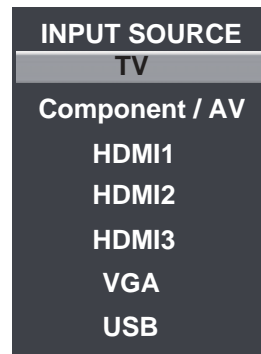 INPUT SOURCE
TV
Component / AV
HDMI1
HDMI2
HDMI3
VGA
USB